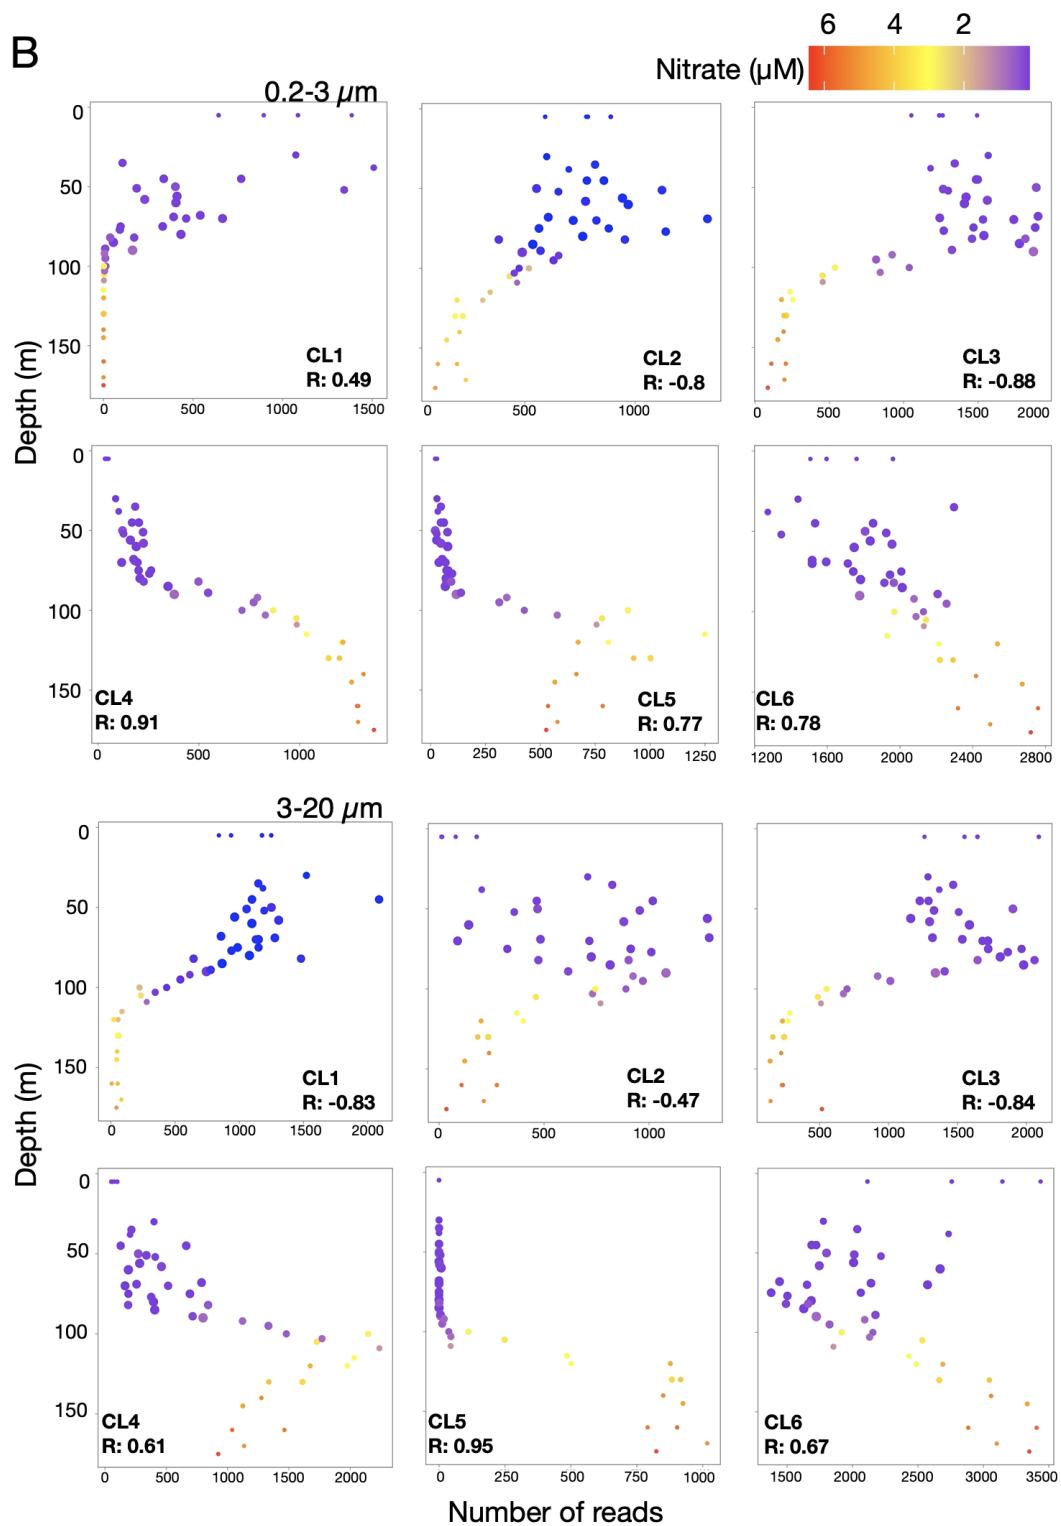 B
6 4 2
Nitrate (µM)
0.2-3 µm
Depth (m)
0
50
100
150
CL1
R: 0.49
0 500 1000 1500
CL2
R: -0.8
0 500 1000
CL3
R: -0.88
0 500 1000 1500 2000
0
50
100
150
CL4
R: 0.91
0 500 1000
CL5
R: 0.77
0 250 500 750 1000 1250
CL6
R: 0.78
1200 1600 2000 2400 2800
3-20 µm
Depth (m)
0
50
100
150
CL1
R: -0.83
0 500 1000 1500 2000
CL2
R: -0.47
0 500 1000
CL3
R: -0.84
500 1000 1500 2000
0
50
100
150
CL4
R: 0.61
0 500 1000 1500 2000
CL5
R: 0.95
0 250 500 750 1000
CL6
R: 0.67
1500 2000 2500 3000 3500
Number of reads